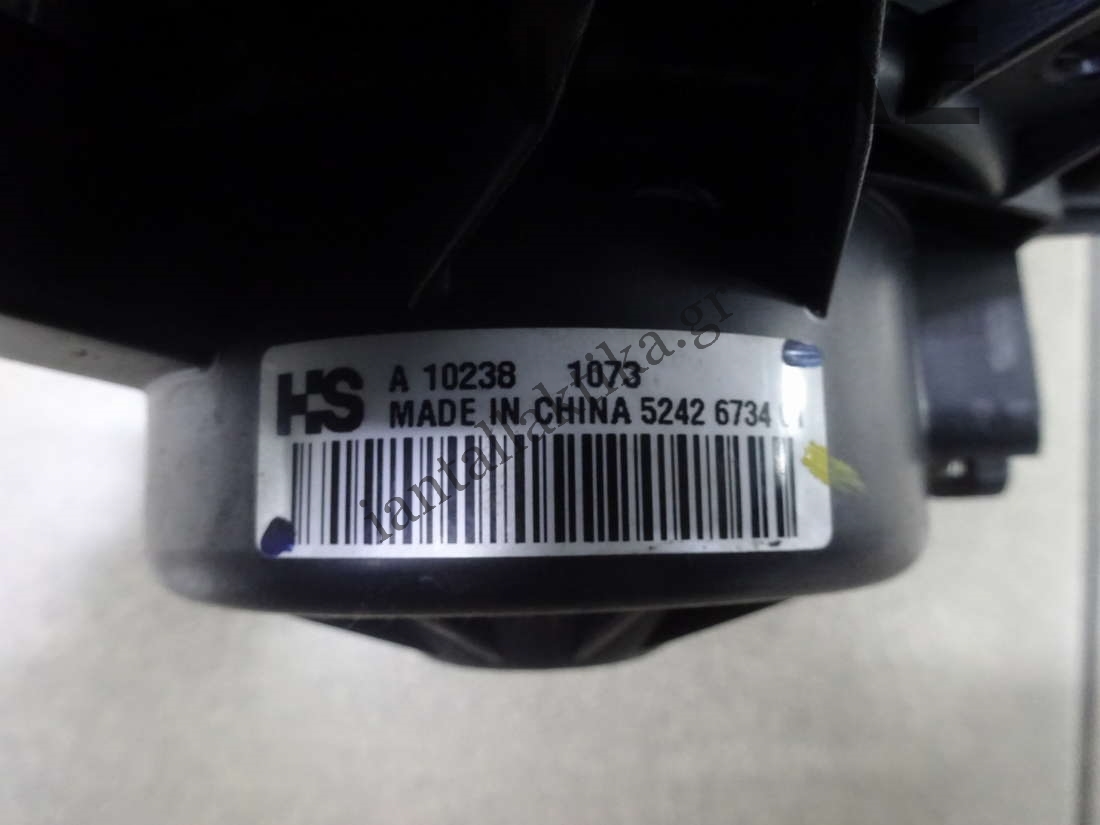 HS A 10238 1073
MADE IN CHINA 5242 6734
iantallaktika.gr